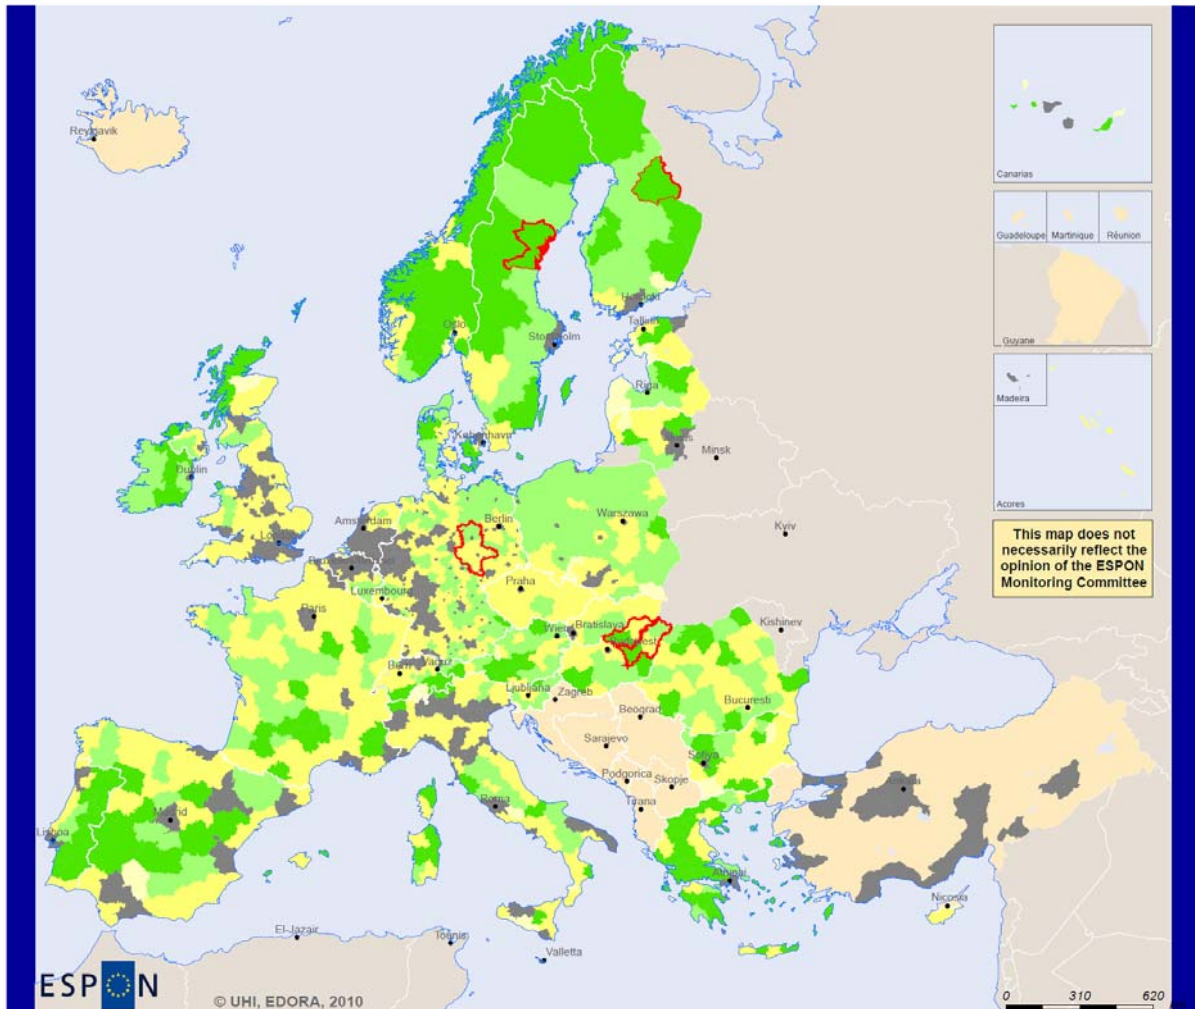 Reykjavik
Canarias
Guadeloupe
Martinique
Réunion
Guyane
Madeira
Acores
This map does not
necessarily reflect the
opinion of the ESPON
Monitoring Committee
Oslo
Stockholm
Helsinki
Tallinn
Riga
Minsk
København
Dublin
Amsterdam
Berlin
Warszawa
Kyiv
Luxembourg
Praha
Paris
Wien
Bratislava
Budapest
Kishinev
Bern
Vaduz
Ljubljana
Zagreb
Beograd
Bucuresti
Sarajevo
Sofiya
Podgorica
Skopje
Tirana
Roma
Madrid
Lisboa
Athinai
Nicosia
El-Jazair
Tounis
Valletta
ESPON
© UHI, EDORA, 2010
0 310 620